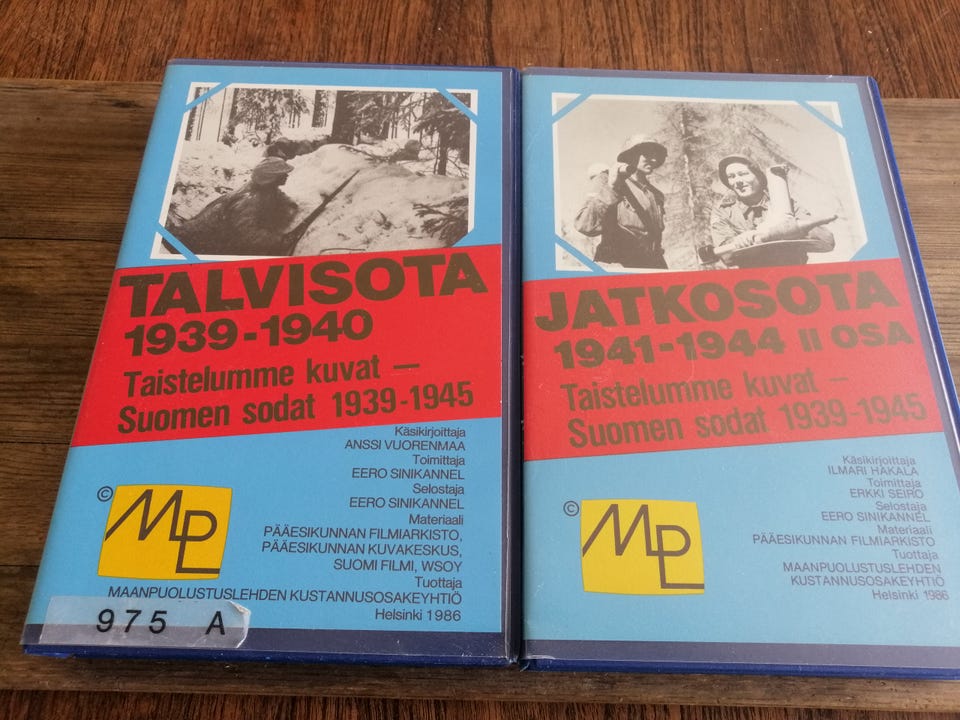 TALVISOTA
1939-1940
Taistelumme kuvat –
Suomen sodat 1939-1945
Käsikirjoittaja
ANSSI VUORENMAA
Toimittaja
EERO SINIKANNEL
Selostaja
EERO SINIKANNEL
Materiaali
PÄÄESIKUNNAN FILMIARKISTO,
PÄÄESIKUNNAN KUVAKESKUS,
SUOMI FILMI, WSOY
Tuottaja
MAANPUOLUSTUSLEHDEN KUSTANNUSOSAKEYHTIÖ
Helsinki 1986
© MPL
975 A
JATKOSOTA
1941-1944 II OSA
Taistelumme kuvat –
Suomen sodat 1939-1945
Käsikirjoittaja
ILMARI HAKALA
Toimittaja
ERKKI SEIRO
Selostaja
EERO SINIKANNEL
Materiaali
PÄÄESIKUNNAN FILMIARKISTO
Tuottaja
MAANPUOLUSTUSLEHDEN
KUSTANNUSOSAKEYHTIÖ
Helsinki 1986
© MPL